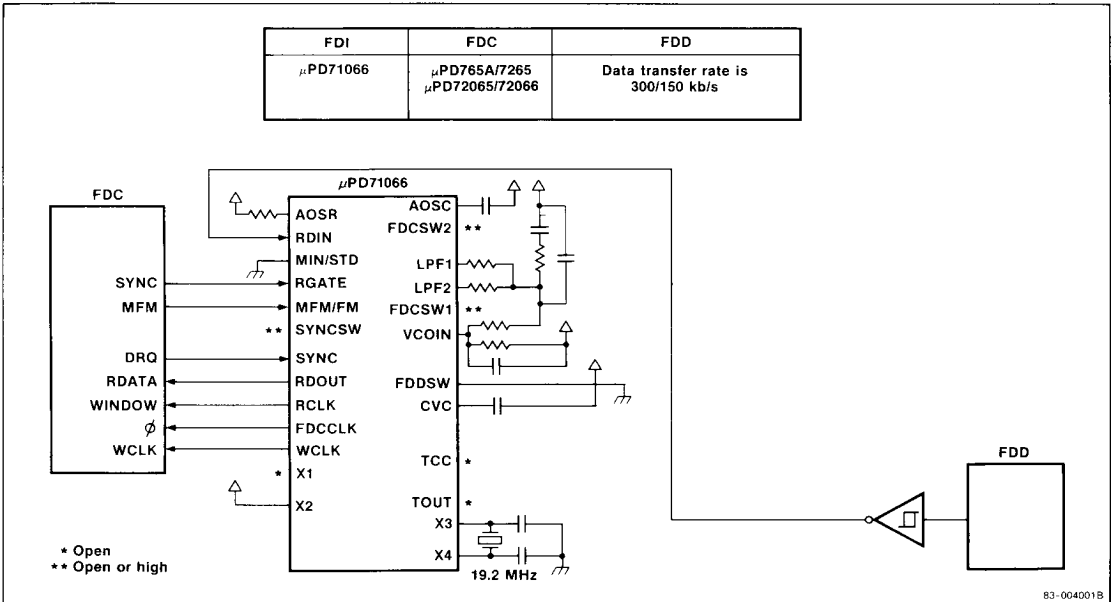 FDI FDC FDD
μPD71066 μPD765A/7265 Data transfer rate is
μPD72065/72066 300/150 kb/s
FDC
SYNC
MFM
DRQ
RDATA
WINDOW
ϕ
WCLK
μPD71066
AOSR
RDIN
MIN/STD
RGATE
MFM/FM
** SYNCSW
SYNC
RDOUT
RCLK
FDCCLK
WCLK
* X1
X2
AOSC
FDCSW2 **
LPF1
LPF2
FDCSW1 **
VCOIN
FDDSW
CVC
TCC *
TOUT *
X3
X4
19.2 MHz
FDD
* Open
** Open or high
83-004001B